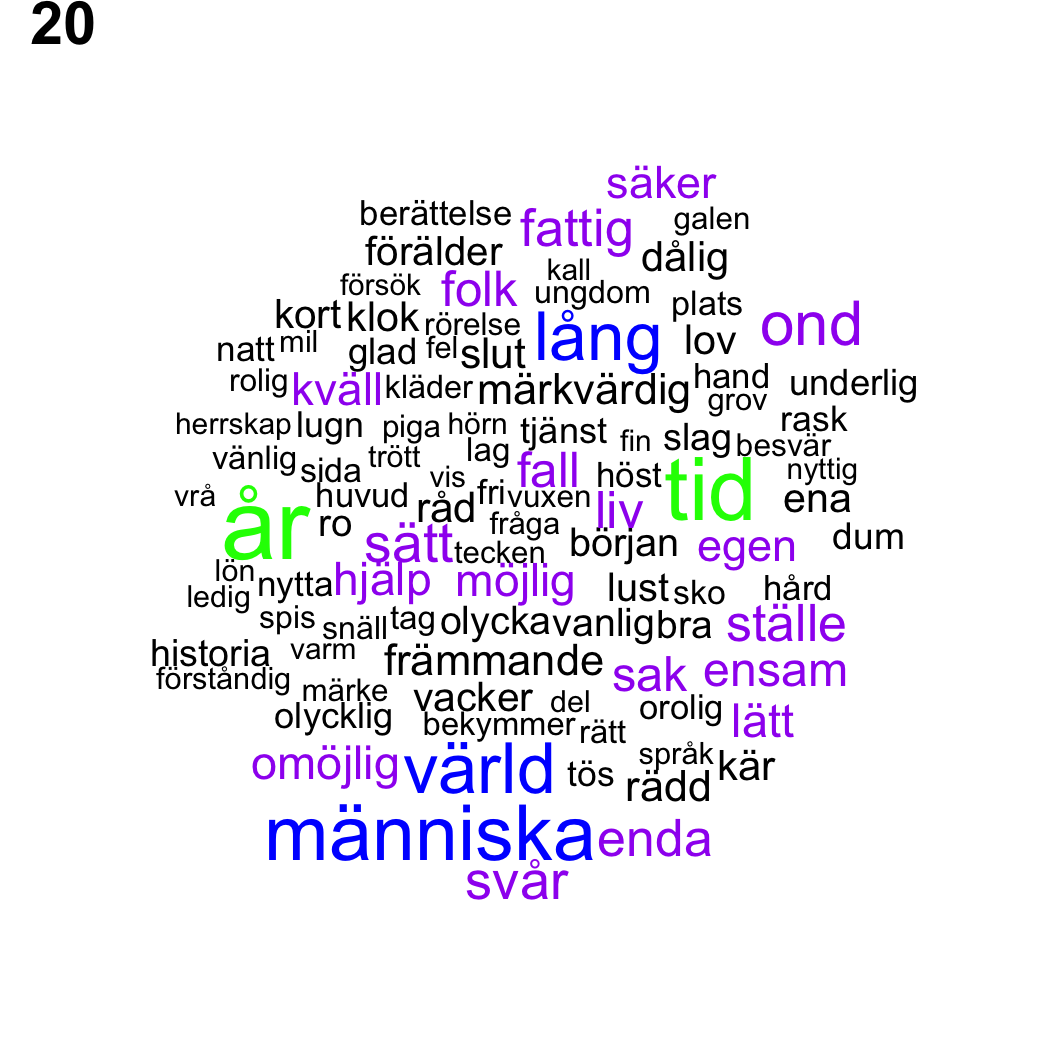 20
säker
berättelse fattig galen
förälder dålig
kall
försök folk ungdom plats
kort klok rörelse lång lov ond
natt mil glad fel slut
rolig kväll kläder märkvärdig hand underlig
grov
herrskap lugn piga hörn tjänst fin slag rask
besvär
vänlig sida trött lag fall höst tid nyttig
vis
vrå år huvud råd fri vuxen liv ena
ro fråga
sätt tecken början egen dum
lön nytta hjälp möjlig lust sko hård
ledig
spis snäll tag olycka vanlig bra ställe
historia varm främmande sak ensam
förståndig märke vacker del orolig
olycklig bekymmer rätt lätt
omöjlig värld tös språk kär
rädd
människa enda
svår